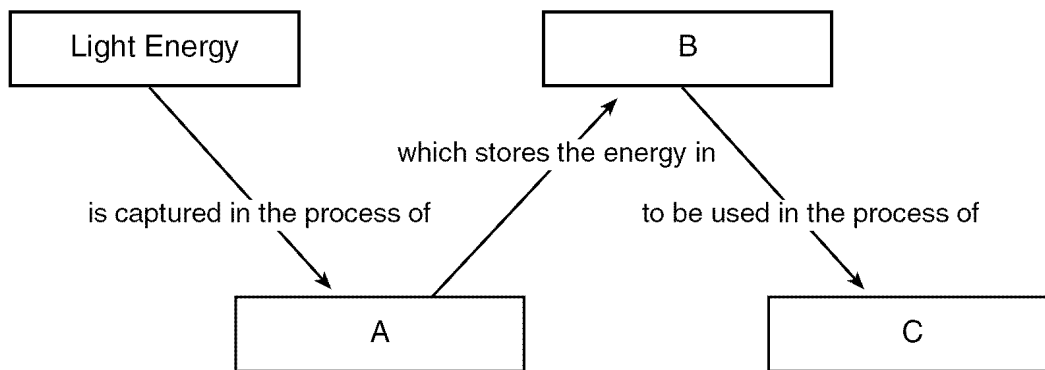 Light Energy
B
which stores the energy in
is captured in the process of
to be used in the process of
A
C